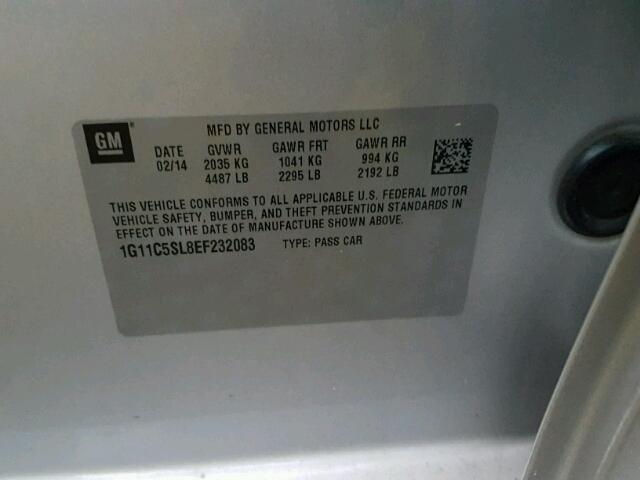 GM
MFD BY GENERAL MOTORS LLC
DATE GVWR GAWR FRT GAWR RR
02/14 2035 KG 1041 KG 994 KG
4487 LB 2295 LB 2192 LB
THIS VEHICLE CONFORMS TO ALL APPLICABLE U.S. FEDERAL MOTOR
VEHICLE SAFETY, BUMPER, AND THEFT PREVENTION STANDARDS IN
EFFECT ON THE DATE OF MANUFACTURE SHOWN ABOVE.
1G11C5SL8EF232083 TYPE: PASS CAR